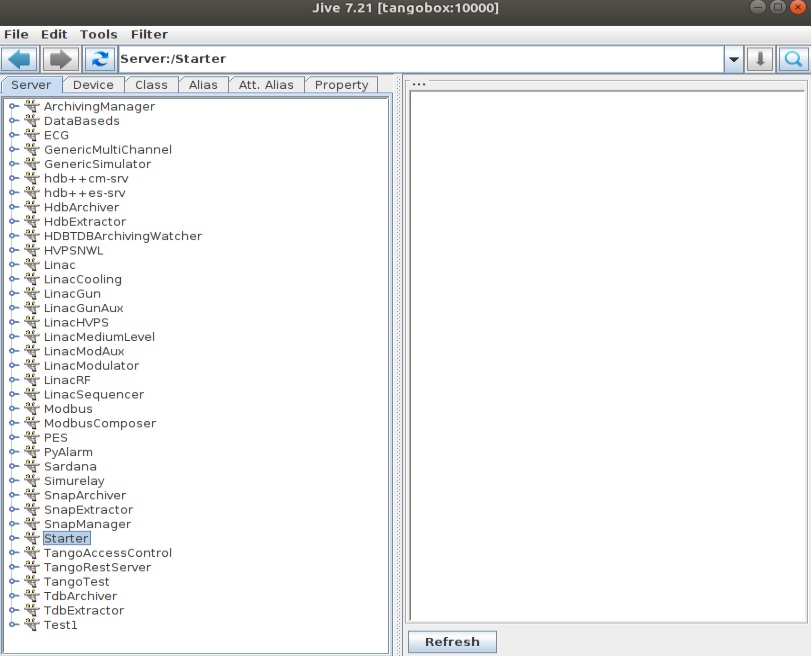 Jive 7.21 [tangobox:10000]
File Edit Tools Filter
Server:/Starter
Server Device Class Alias Att. Alias Property
...
ArchivingManager
DataBaseds
ECG
GenericMultiChannel
GenericSimulator
hdb++cm-srv
hdb++es-srv
HdbArchiver
HdbExtractor
HDBTDBArchivingWatcher
HVPSNWL
Linac
LinacCooling
LinacGun
LinacGunAux
LinacHVPS
LinacMediumLevel
LinacModAux
LinacModulator
LinacRF
LinacSequencer
Modbus
ModbusComposer
PES
PyAlarm
Sardana
Simurelay
SnapArchiver
SnapExtractor
SnapManager
Starter
TangoAccessControl
TangoRestServer
TangoTest
TdbArchiver
TdbExtractor
Test1
Refresh